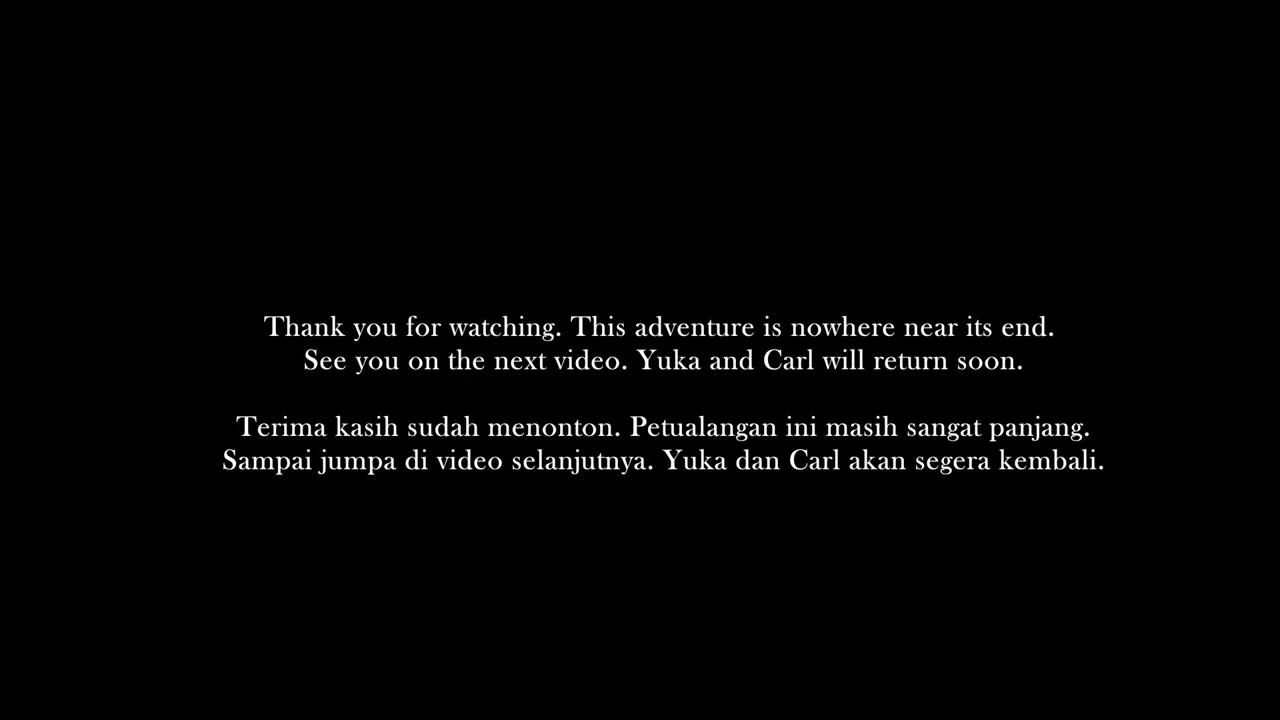 Thank you for watching. This adventure is nowhere near its end.
See you on the next video. Yuka and Carl will return soon.
Terima kasih sudah menonton. Petualangan ini masih sangat panjang.
Sampai jumpa di video selanjutnya. Yuka dan Carl akan segera kembali.